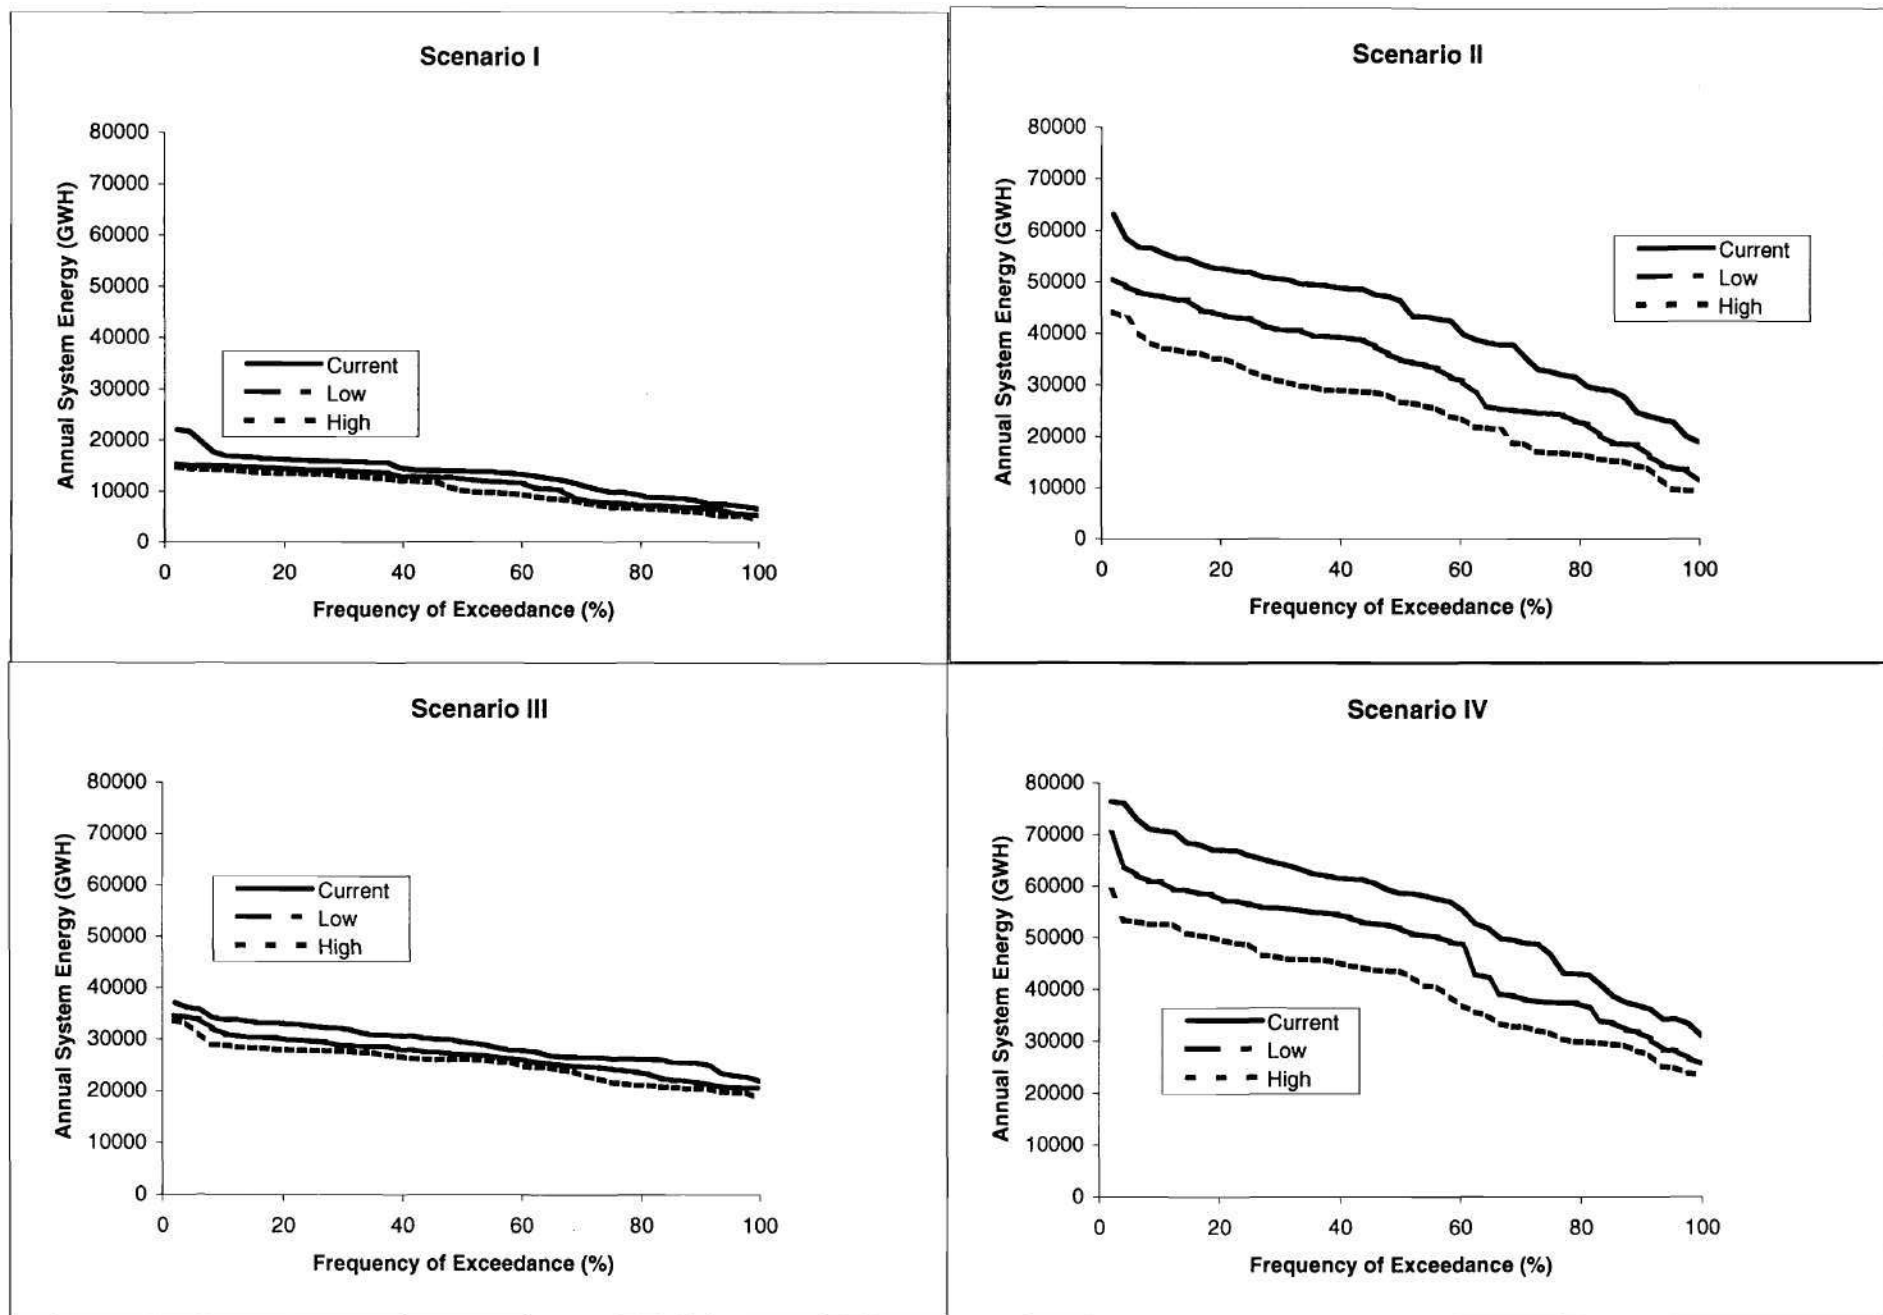 Scenario I
80000
70000
60000
50000
40000
30000
20000
10000
0
Annual System Energy (GWH)
Current
Low
High
0 20 40 60 80 100
Frequency of Exceedance (%)
Scenario II
80000
70000
60000
50000
40000
30000
20000
10000
0
Annual System Energy (GWH)
Current
Low
High
0 20 40 60 80 100
Frequency of Exceedance (%)
Scenario III
80000
70000
60000
50000
40000
30000
20000
10000
0
Annual System Energy (GWH)
Current
Low
High
0 20 40 60 80 100
Frequency of Exceedance (%)
Scenario IV
80000
70000
60000
50000
40000
30000
20000
10000
0
Annual System Energy (GWH)
Current
Low
High
0 20 40 60 80 100
Frequency of Exceedance (%)